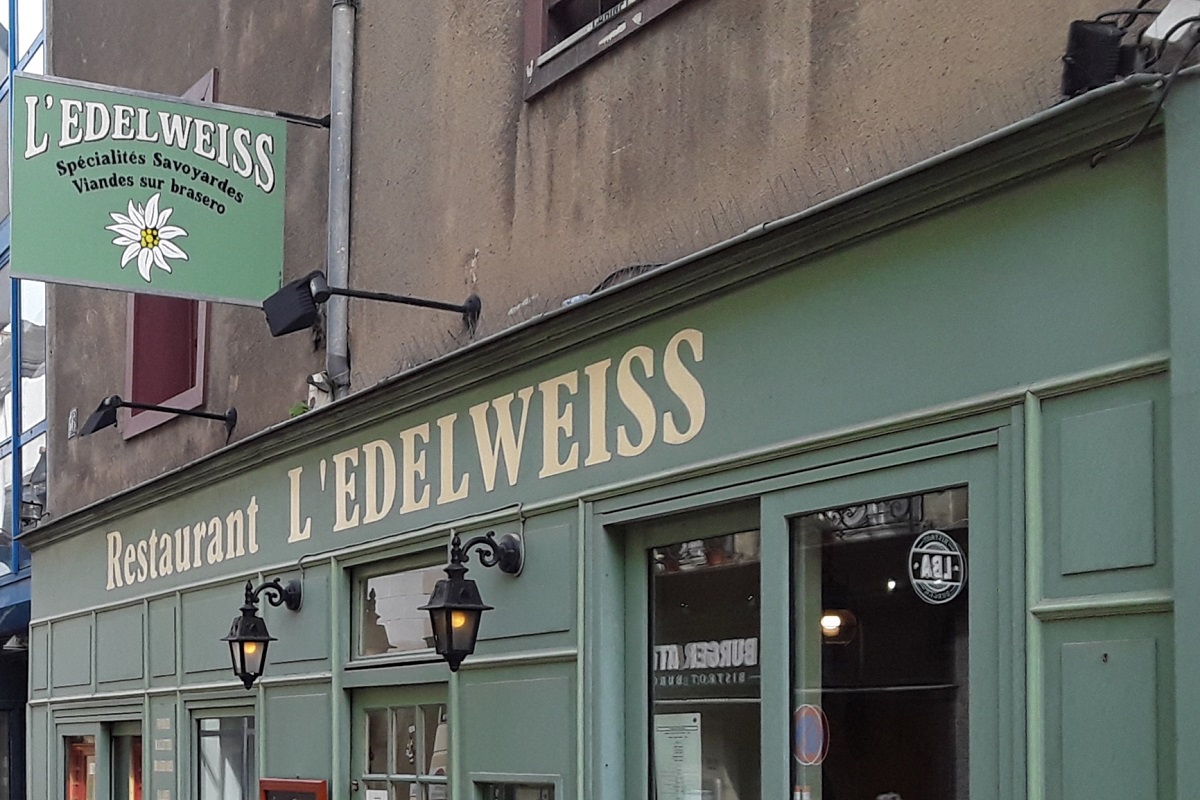 L'EDELWEISS
Spécialités Savoyardes
Viandes sur brasero
Restaurant L'EDELWEISS
LBA
BURGER
BISTROT